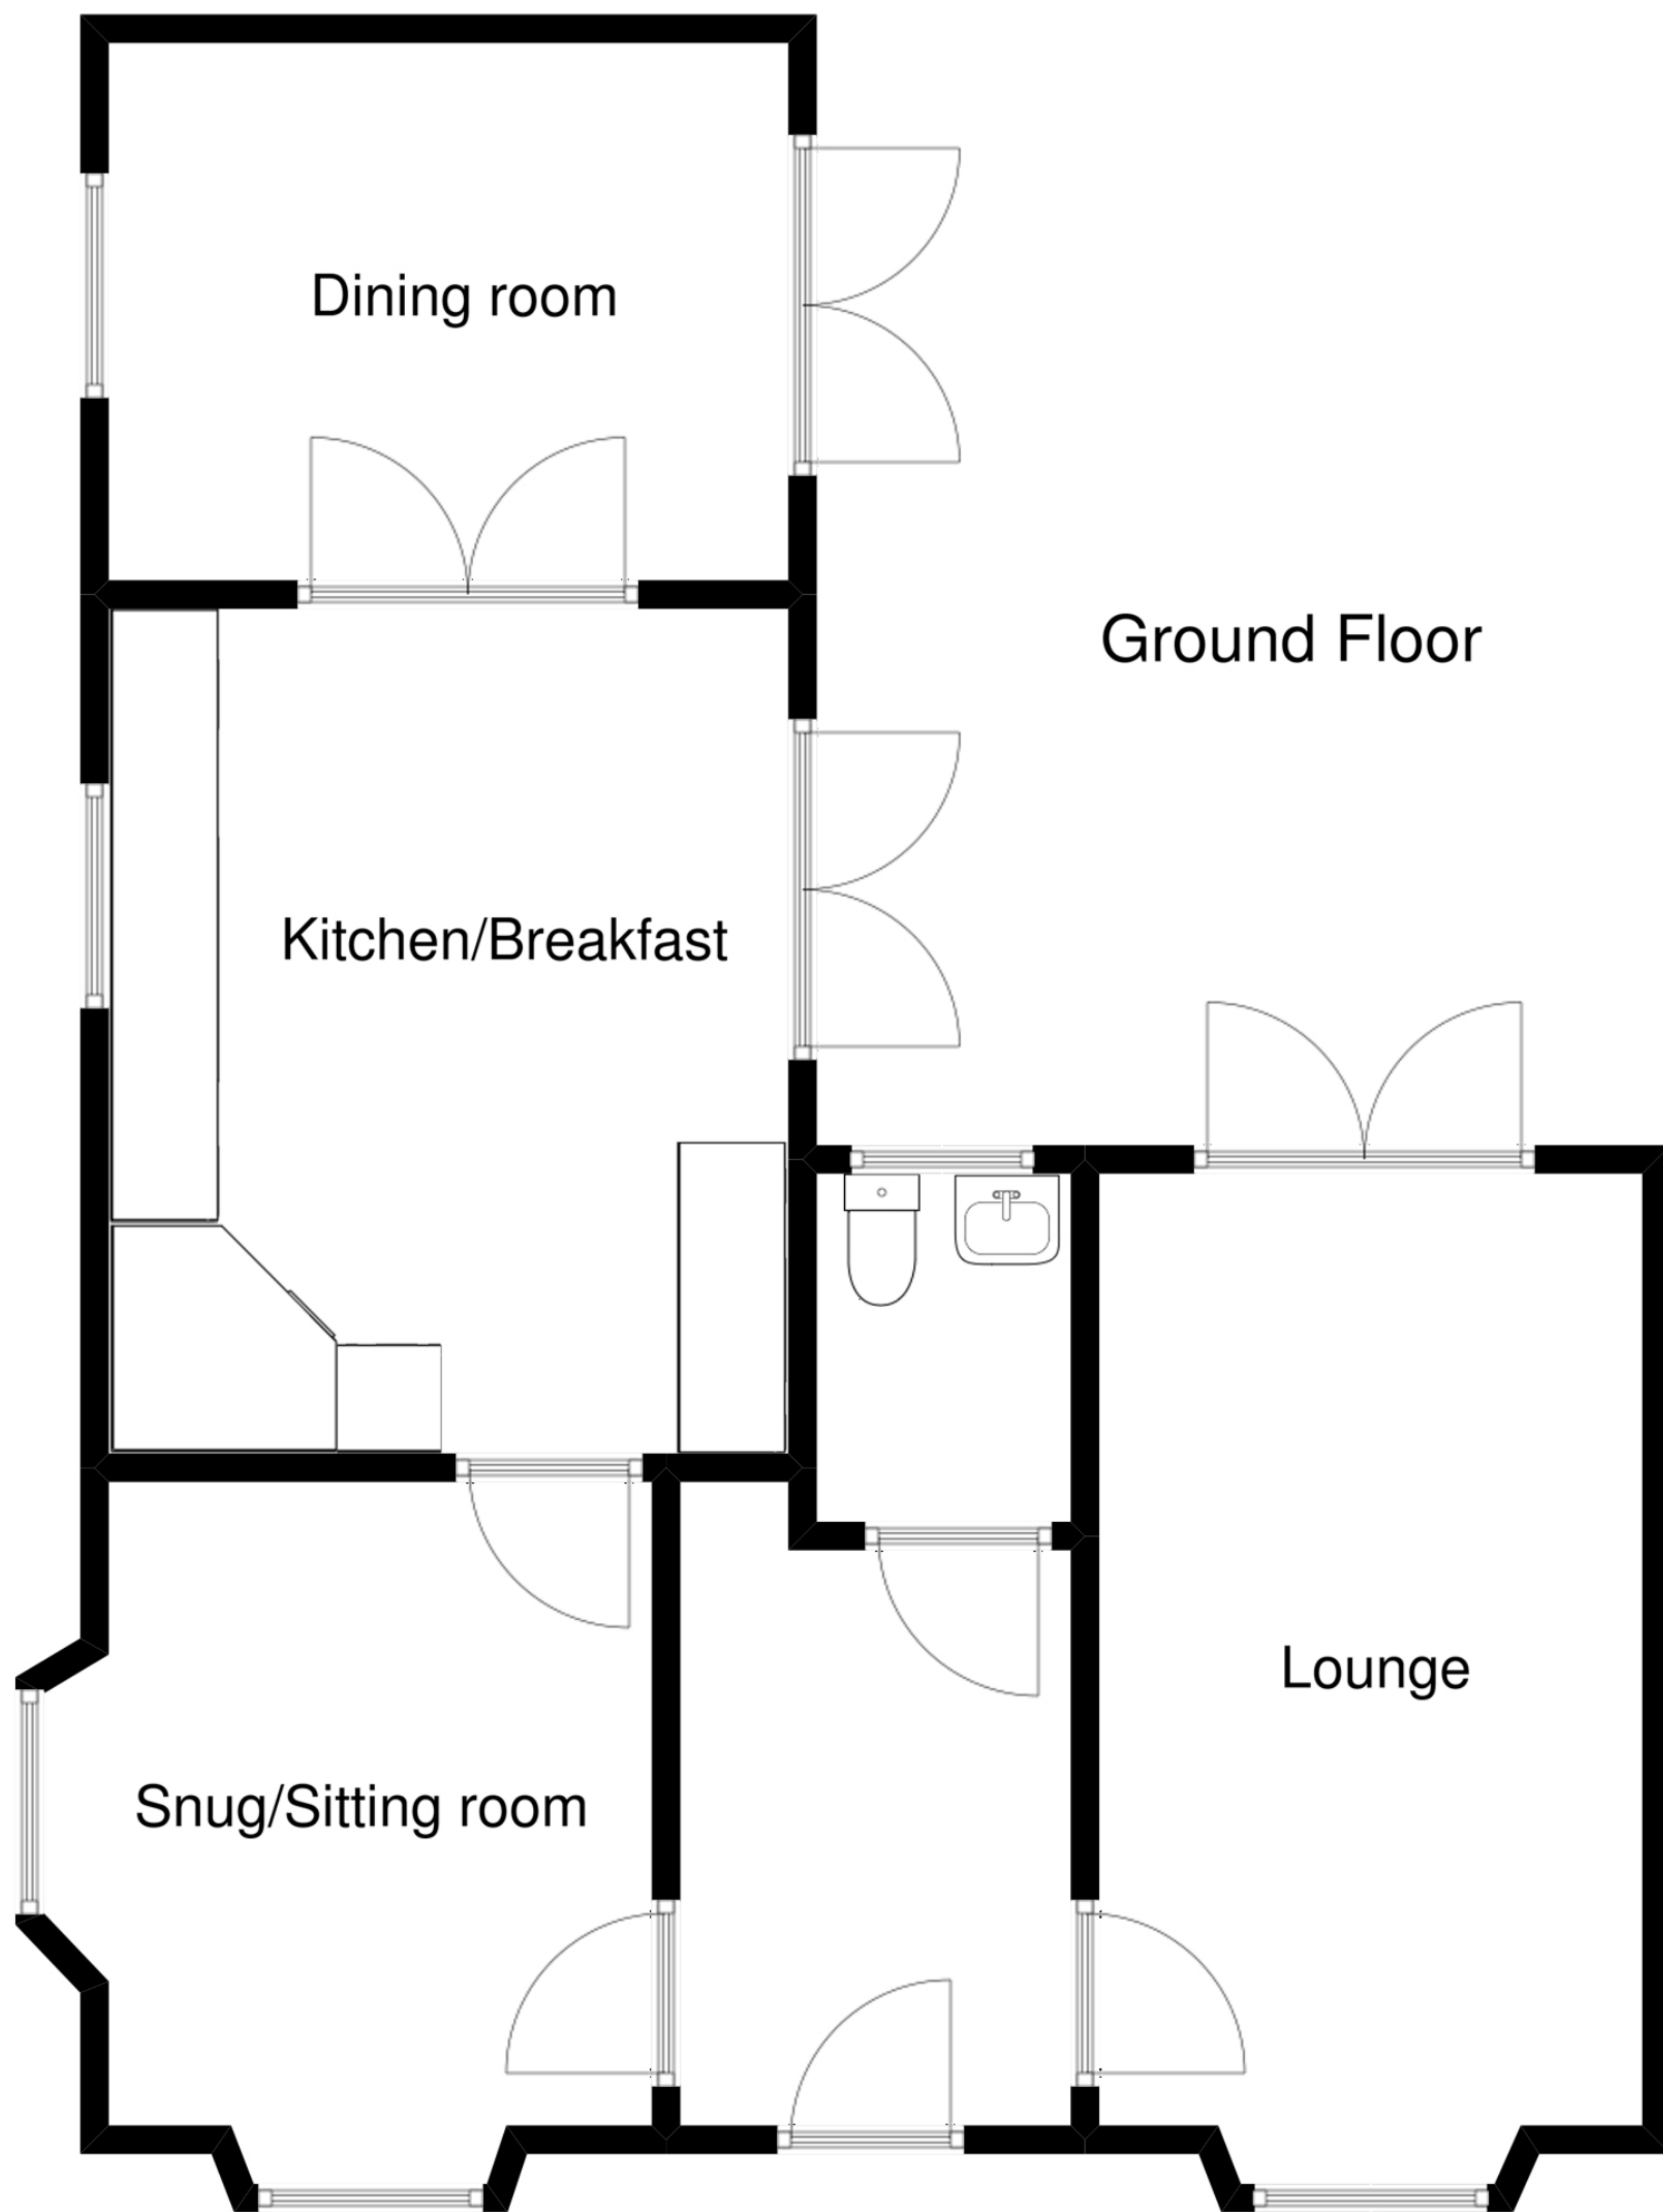 Dining room
Ground Floor
Kitchen/Breakfast
Lounge
Snug/Sitting room